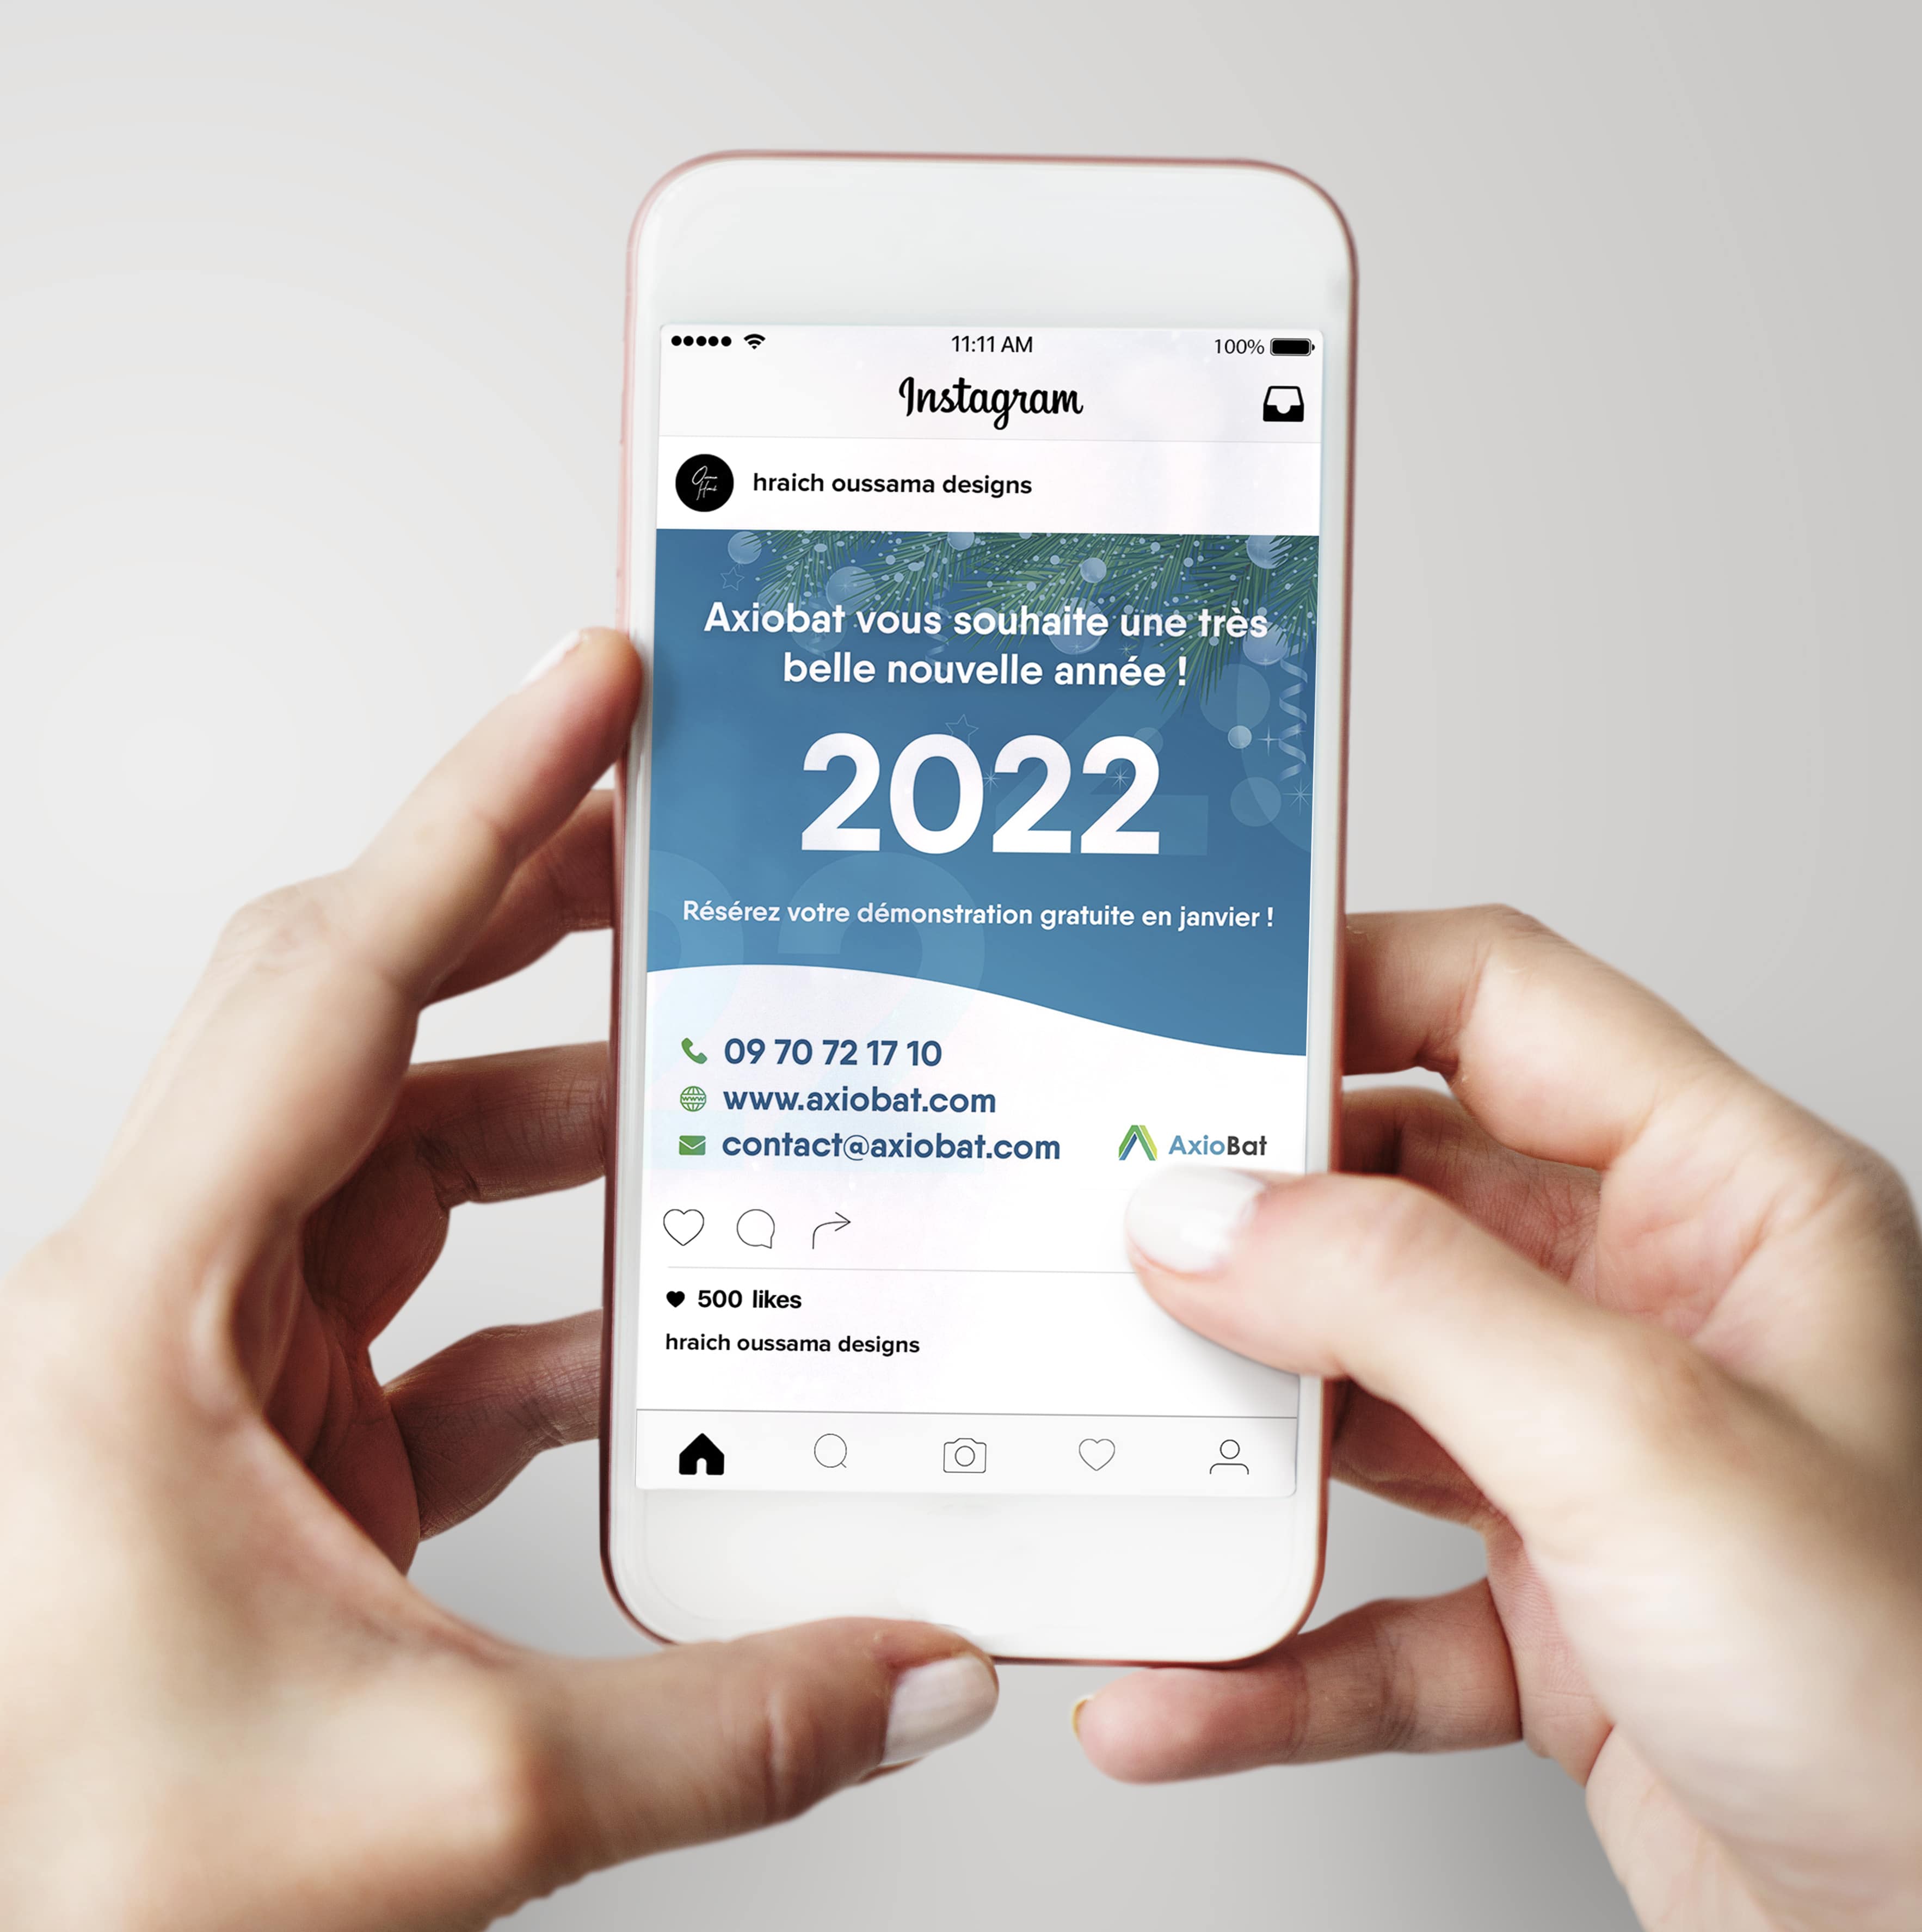 11:11 AM
100%
Instagram
hraich oussama designs
Axiobat vous souhaite une très
belle nouvelle année !
2022
Résérez votre démonstration gratuite en janvier !
09 70 72 17 10
www.axiobat.com
contact@axiobat.com
AxioBat
500 likes
hraich oussama designs